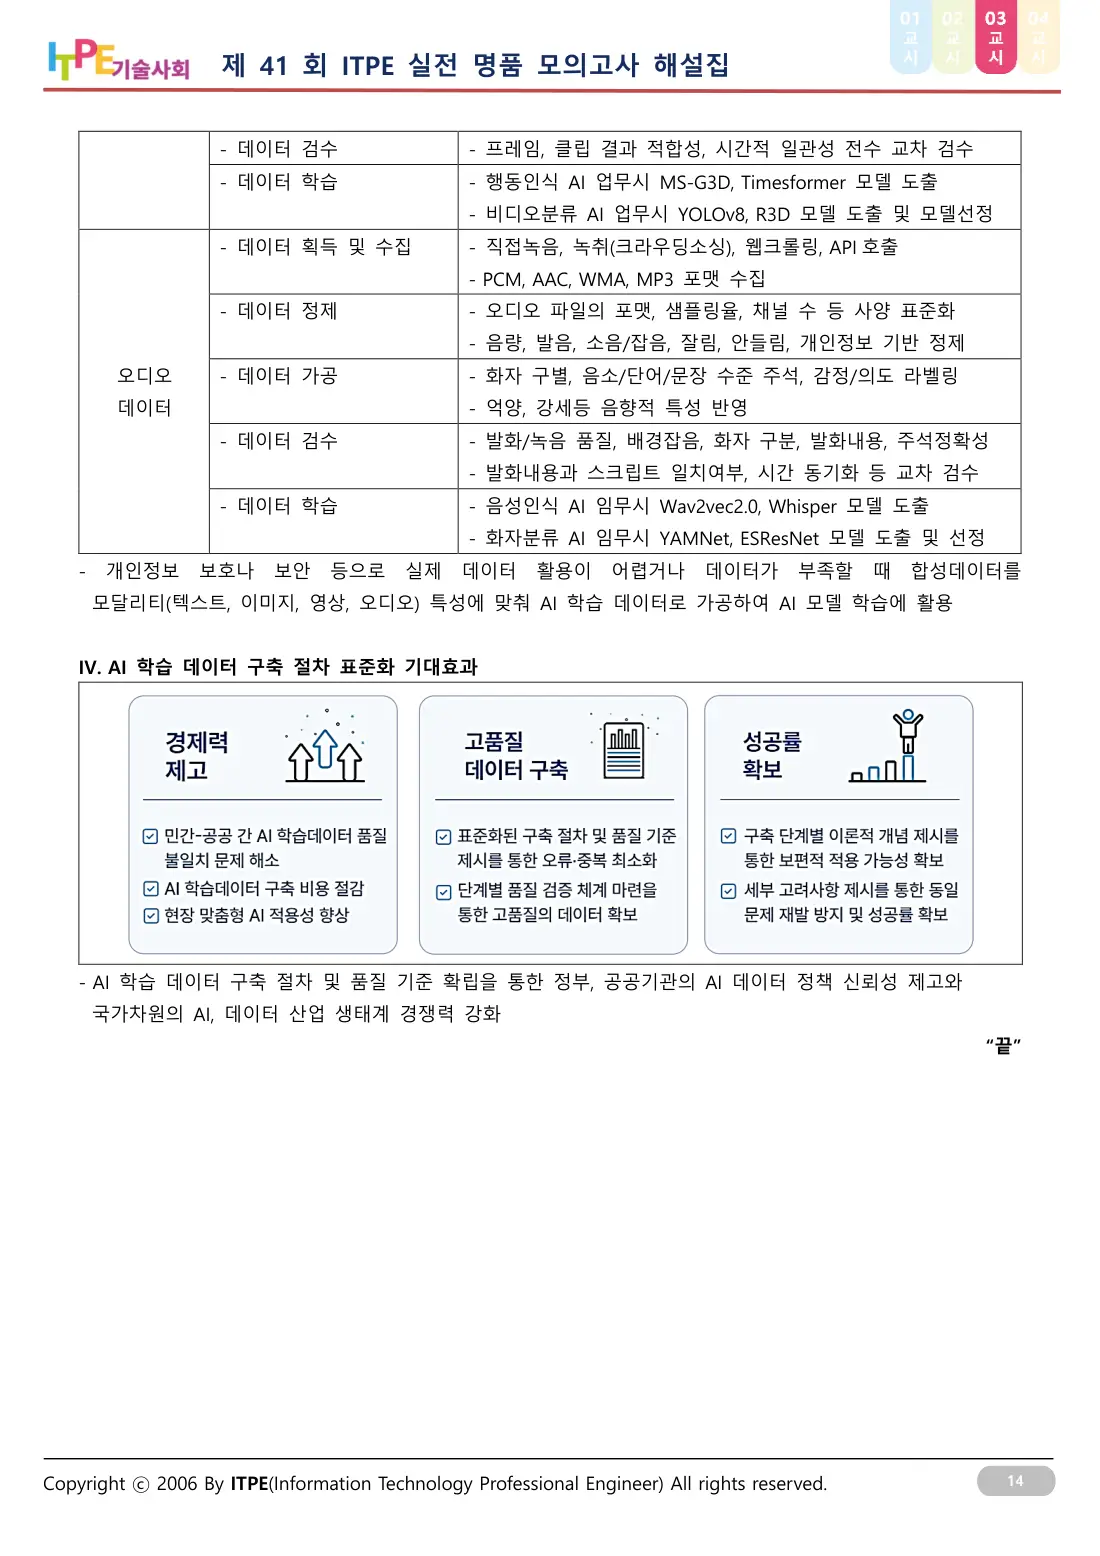 ITPE기술사회 제 41 회 ITPE 실전 명품 모의고사 해설집
01 교시
02 교시
03 교시
04 교시
- 데이터 검수
- 프레임, 클립 결과 적합성, 시간적 일관성 전수 교차 검수
- 데이터 학습
- 행동인식 AI 업무시 MS-G3D, Timesformer 모델 도출
- 비디오분류 AI 업무시 YOLOv8, R3D 모델 도출 및 모델선정
오디오
데이터
- 데이터 획득 및 수집
- 직접녹음, 녹취(크라우딩소싱), 웹크롤링, API 호출
- PCM, AAC, WMA, MP3 포맷 수집
- 데이터 정제
- 오디오 파일의 포맷, 샘플링율, 채널 수 등 사양 표준화
- 음량, 발음, 소음/잡음, 잘림, 안들림, 개인정보 기반 정제
- 데이터 가공
- 화자 구별, 음소/단어/문장 수준 주석, 감정/의도 라벨링
- 억양, 강세등 음향적 특성 반영
- 데이터 검수
- 발화/녹음 품질, 배경잡음, 화자 구분, 발화내용, 주석정확성
- 발화내용과 스크립트 일치여부, 시간 동기화 등 교차 검수
- 데이터 학습
- 음성인식 AI 임무시 Wav2vec2.0, Whisper 모델 도출
- 화자분류 AI 임무시 YAMNet, ESResNet 모델 도출 및 선정
- 개인정보 보호나 보안 등으로 실제 데이터 활용이 어렵거나 데이터가 부족할 때 합성데이터를
모달리티(텍스트, 이미지, 영상, 오디오) 특성에 맞춰 AI 학습 데이터로 가공하여 AI 모델 학습에 활용
IV. AI 학습 데이터 구축 절차 표준화 기대효과
경제력
제고
민간-공공 간 AI 학습데이터 품질
불일치 문제 해소
AI 학습데이터 구축 비용 절감
현장 맞춤형 AI 적용성 향상
고품질
데이터 구축
표준화된 구축 절차 및 품질 기준
제시를 통한 오류·중복 최소화
단계별 품질 검증 체계 마련을
통한 고품질의 데이터 확보
성공률
확보
구축 단계별 이론적 개념 제시를
통한 보편적 적용 가능성 확보
세부 고려사항 제시를 통한 동일
문제 재발 방지 및 성공률 확보
- AI 학습 데이터 구축 절차 및 품질 기준 확립을 통한 정부, 공공기관의 AI 데이터 정책 신뢰성 제고와
국가차원의 AI, 데이터 산업 생태계 경쟁력 강화
“끝”
Copyright ⓒ 2006 By ITPE(Information Technology Professional Engineer) All rights reserved.
14